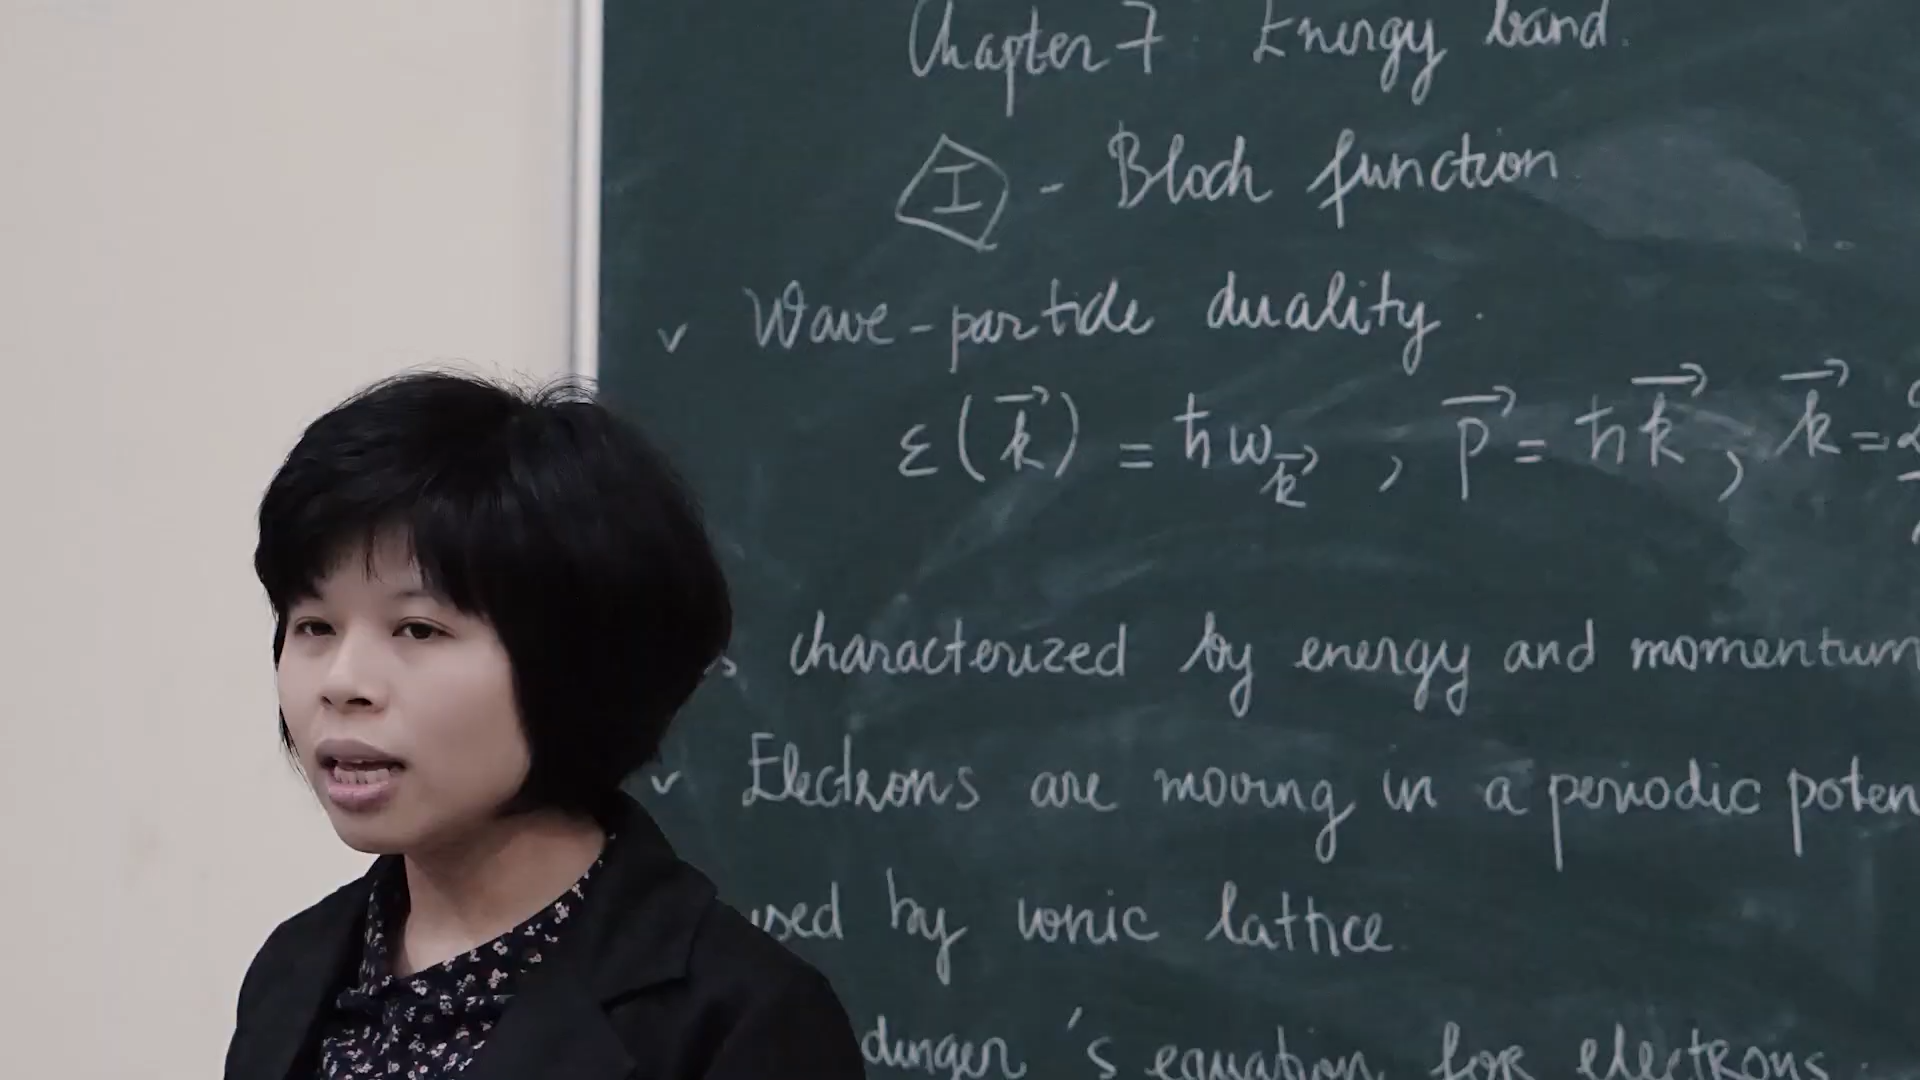 Chapter 7 Energy band.
I - Bloch function
v Wave-particle duality.
ε(k⃗) = ħω_k⃗ , p⃗ = ħk⃗ , k⃗ =
characterized by energy and momentum
v Electrons are moving in a periodic poten
used by ionic lattice
dinger 's equation for electrons.